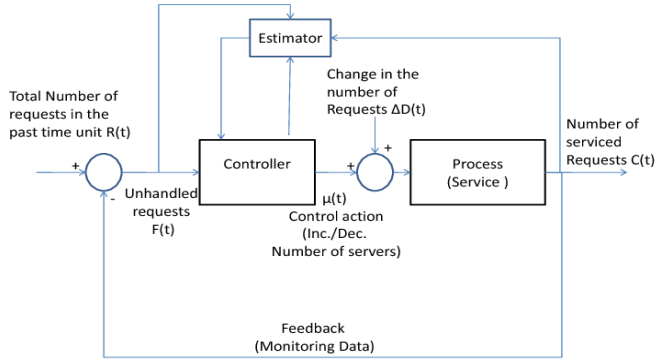 Estimator
Total Number of
requests in the
past time unit R(t)
Change in the
number of
Requests ΔD(t)
Number of
serviced
Requests C(t)
+
-
Controller
+
+
Process
(Service )
Unhandled
requests
F(t)
μ(t)
Control action
(Inc./Dec.
Number of servers)
Feedback
(Monitoring Data)